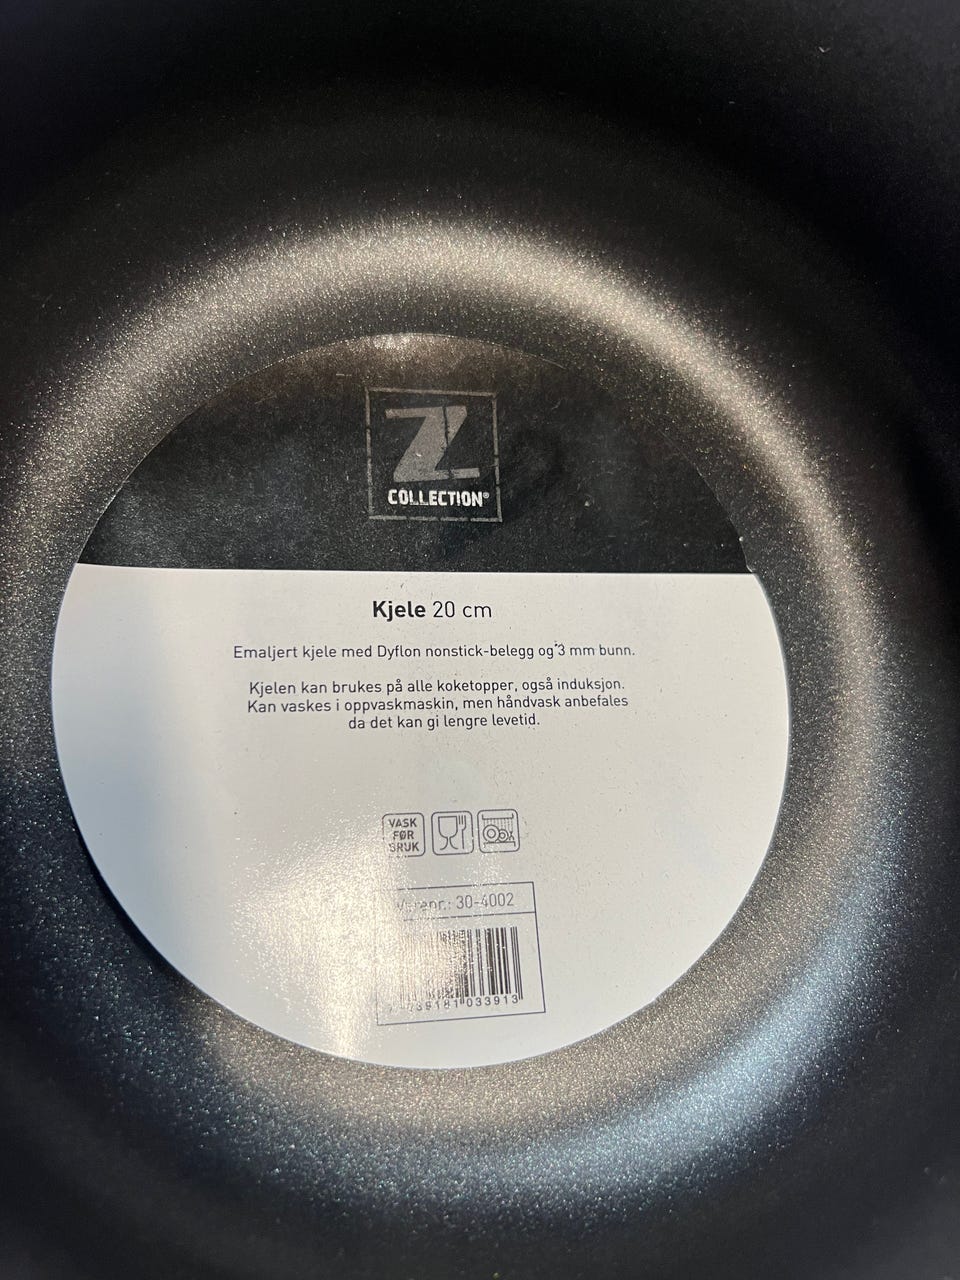 Z
COLLECTION®
Kjele 20 cm
Emaljert kjele med Dyflon nonstick-belegg og 3 mm bunn.
Kjelen kan brukes på alle koketopper, også induksjon.
Kan vaskes i oppvaskmaskin, men håndvask anbefales
da det kan gi lengre levetid.
VASK
FØR
BRUK
30-4002
033913